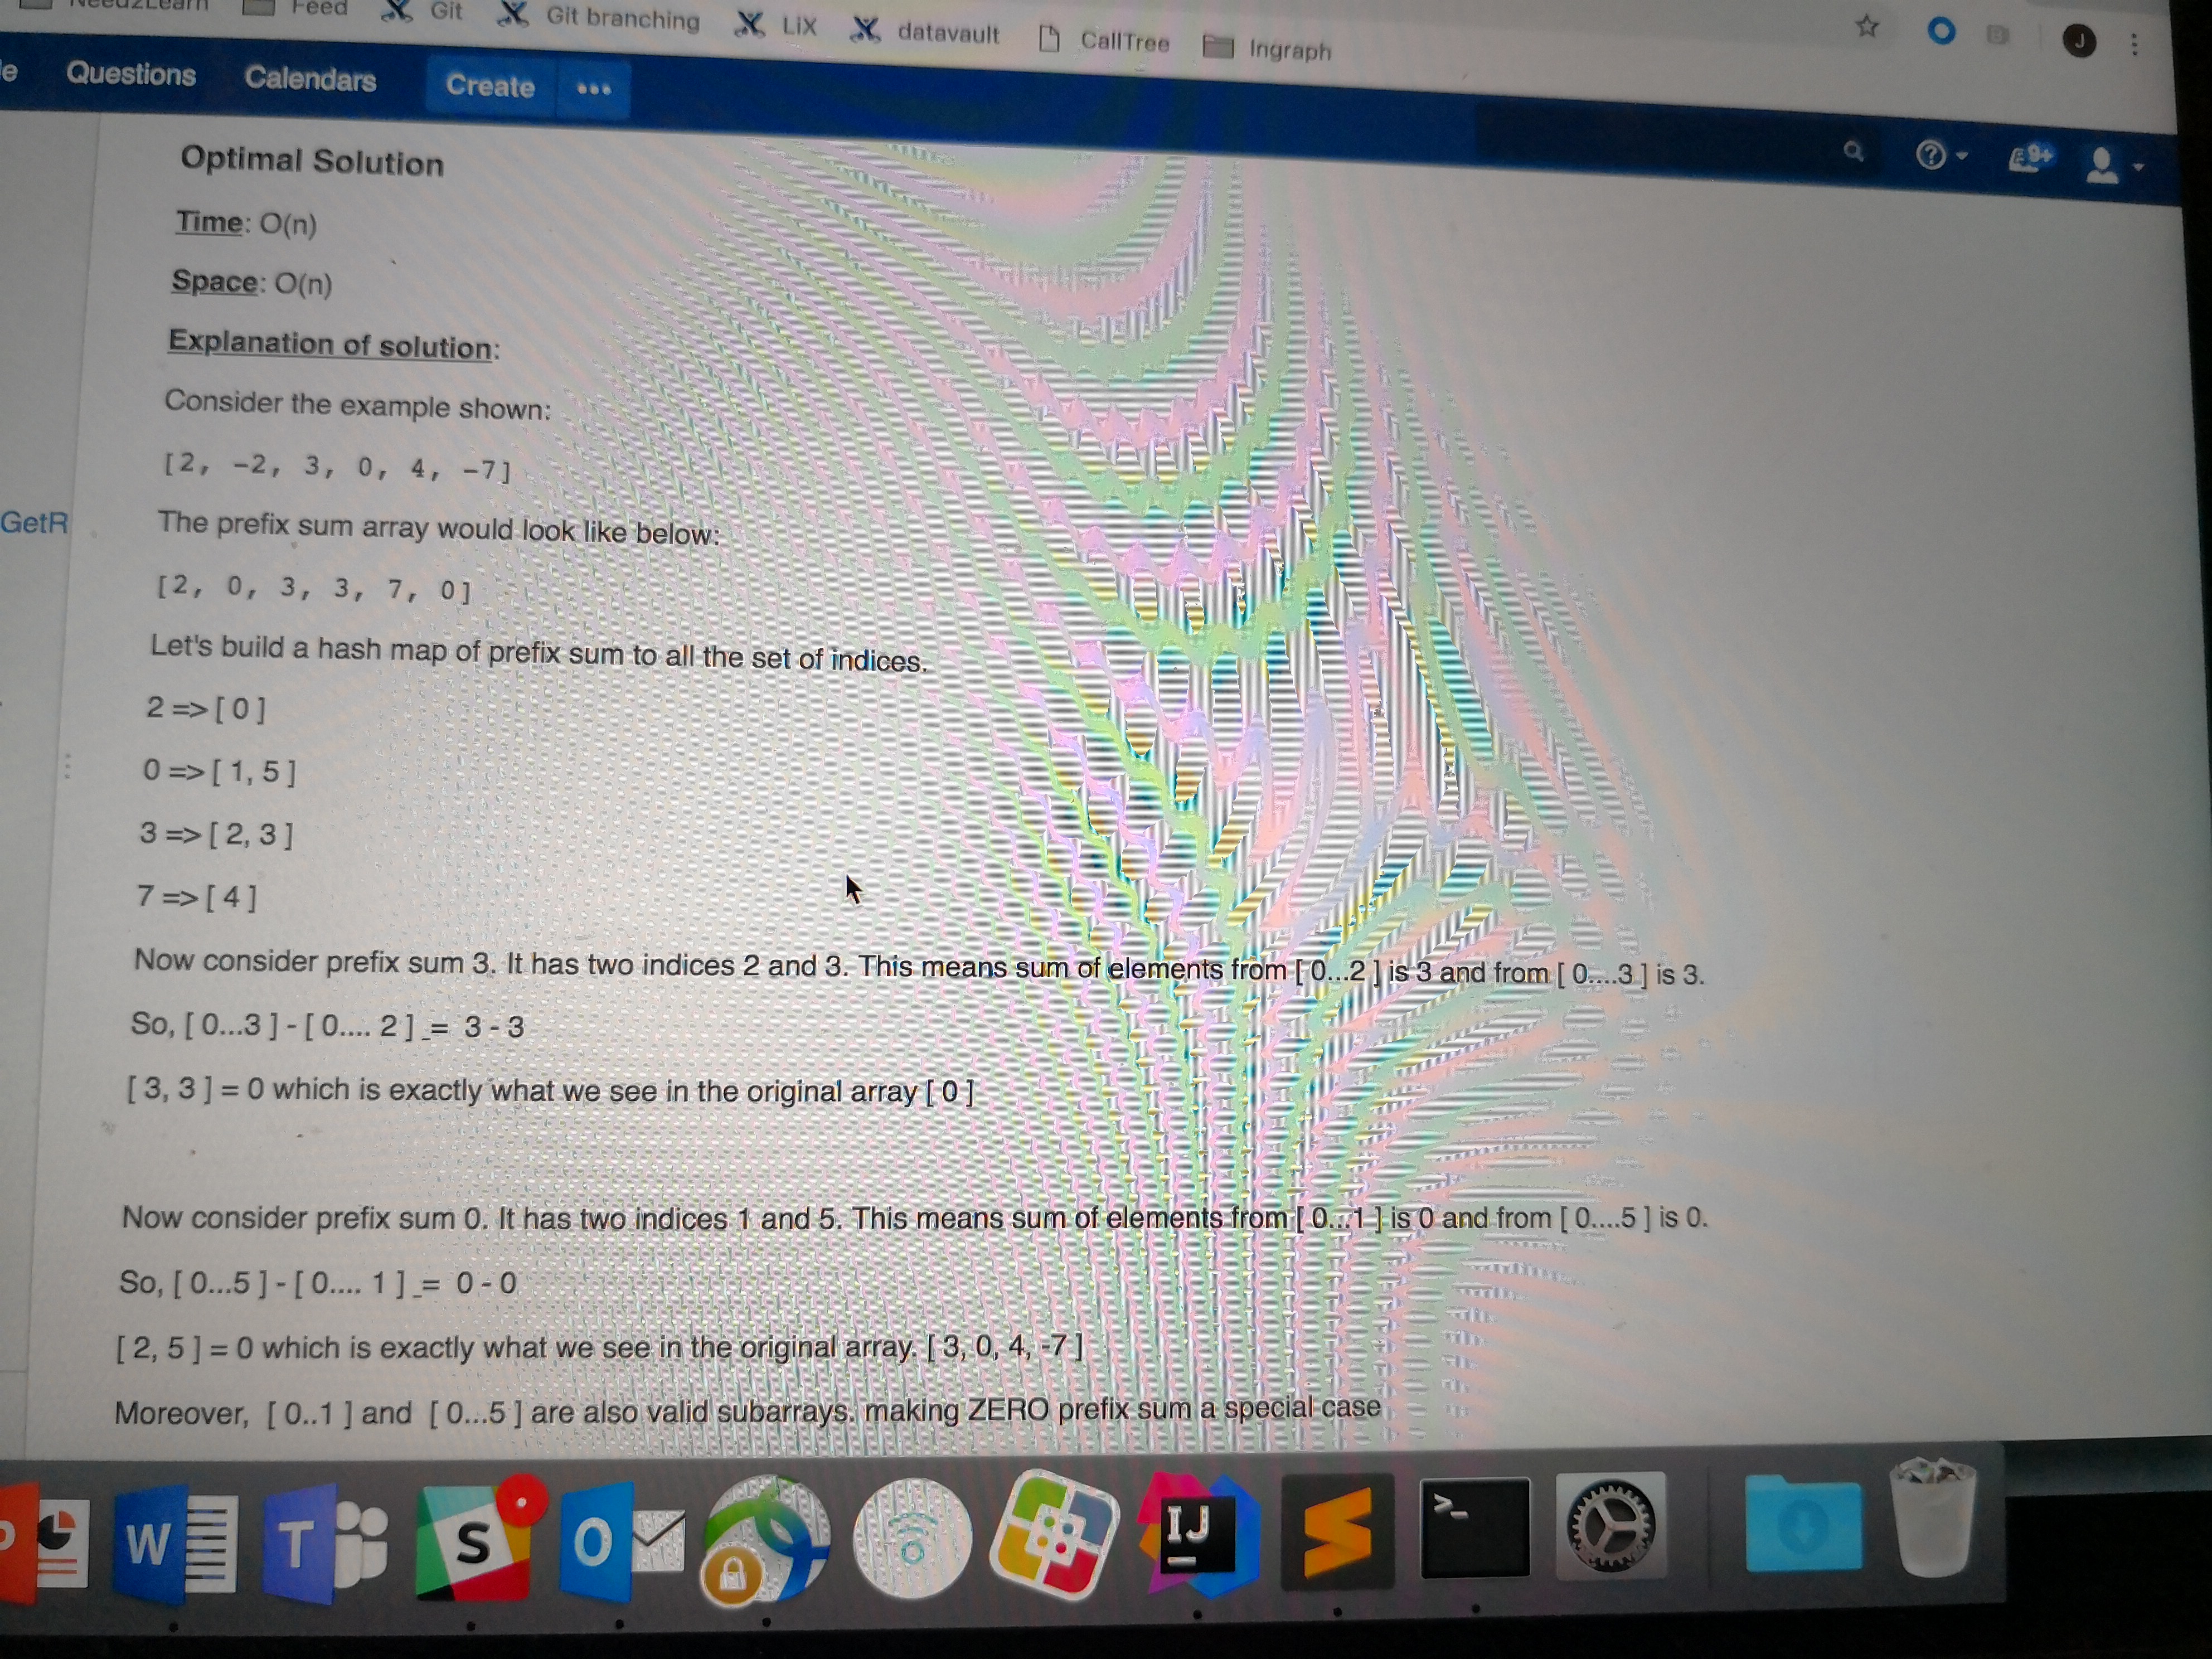 Need2Learn Feed Git Git branching LiX datavault CallTree Ingraph J
Questions Calendars Create ••• 9+
Optimal Solution
Time: O(n)
Space: O(n)
Explanation of solution:
Consider the example shown:
[2, -2, 3, 0, 4, -7]
GetR
The prefix sum array would look like below:
[2, 0, 3, 3, 7, 0]
Let's build a hash map of prefix sum to all the set of indices.
2 => [ 0 ]
0 => [ 1, 5 ]
3 => [ 2, 3 ]
7 => [ 4 ]
Now consider prefix sum 3. It has two indices 2 and 3. This means sum of elements from [ 0...2 ] is 3 and from [ 0....3 ] is 3.
So, [ 0...3 ] - [ 0.... 2 ] = 3 - 3
[ 3, 3 ] = 0 which is exactly what we see in the original array [ 0 ]
Now consider prefix sum 0. It has two indices 1 and 5. This means sum of elements from [ 0...1 ] is 0 and from [ 0....5 ] is 0.
So, [ 0...5 ] - [ 0.... 1 ] = 0 - 0
[ 2, 5 ] = 0 which is exactly what we see in the original array. [ 3, 0, 4, -7 ]
Moreover, [ 0..1 ] and [ 0...5 ] are also valid subarrays. making ZERO prefix sum a special case
P W T S O IJ >_